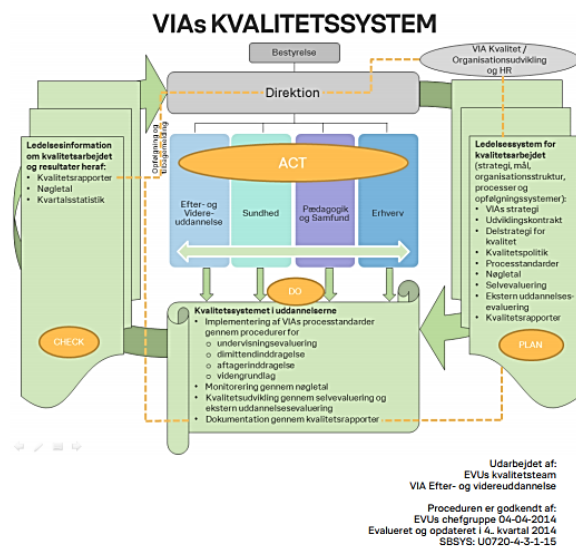 VIAs KVALITETSSYSTEM
Bestyrelse
VIA Kvalitet /
Organisationsudvikling
og HR
Direktion
Opfølgning og
tilbagemelding
Ledelsesinformation
om kvalitetsarbejdet
og resultater heraf:
• Kvalitetsrapporter
• Nøgletal
• Kvartalsstatistik
CHECK
ACT
Efter- og
Videre-
uddannelse
Sundhed
Pædagogik
og Samfund
Erhverv
Ledelsessystem for
kvalitetsarbejdet
(strategi, mål,
organisationsstruktur,
processer og
opfølgningssystemer):
• VIAs strategi
• Udviklingskontrakt
• Delstrategi for
kvalitet
• Kvalitetspolitik
• Processtandarder
• Nøgletal
• Selvevaluering
• Ekstern uddannelses-
evaluering
• Kvalitetsrapporter
PLAN
DO
Kvalitetssystemet i uddannelserne
• Implementering af VIAs processtandarder
gennem procedurer for
o undervisningsevaluering
o dimittendinddragelse
o aftagerinddragelse
o videngrundlag
• Monitorering gennem nøgletal
• Kvalitetsudvikling gennem selvevaluering og
ekstern uddannelsesevaluering
• Dokumentation gennem kvalitetsrapporter
Udarbejdet af:
EVUs kvalitetsteam
VIA Efter- og videreuddannelse
Proceduren er godkendt af:
EVUs chefgruppe 04-04-2014
Evalueret og opdateret i 4.. kvartal 2014
SBSYS: U0720-4-3-1-15